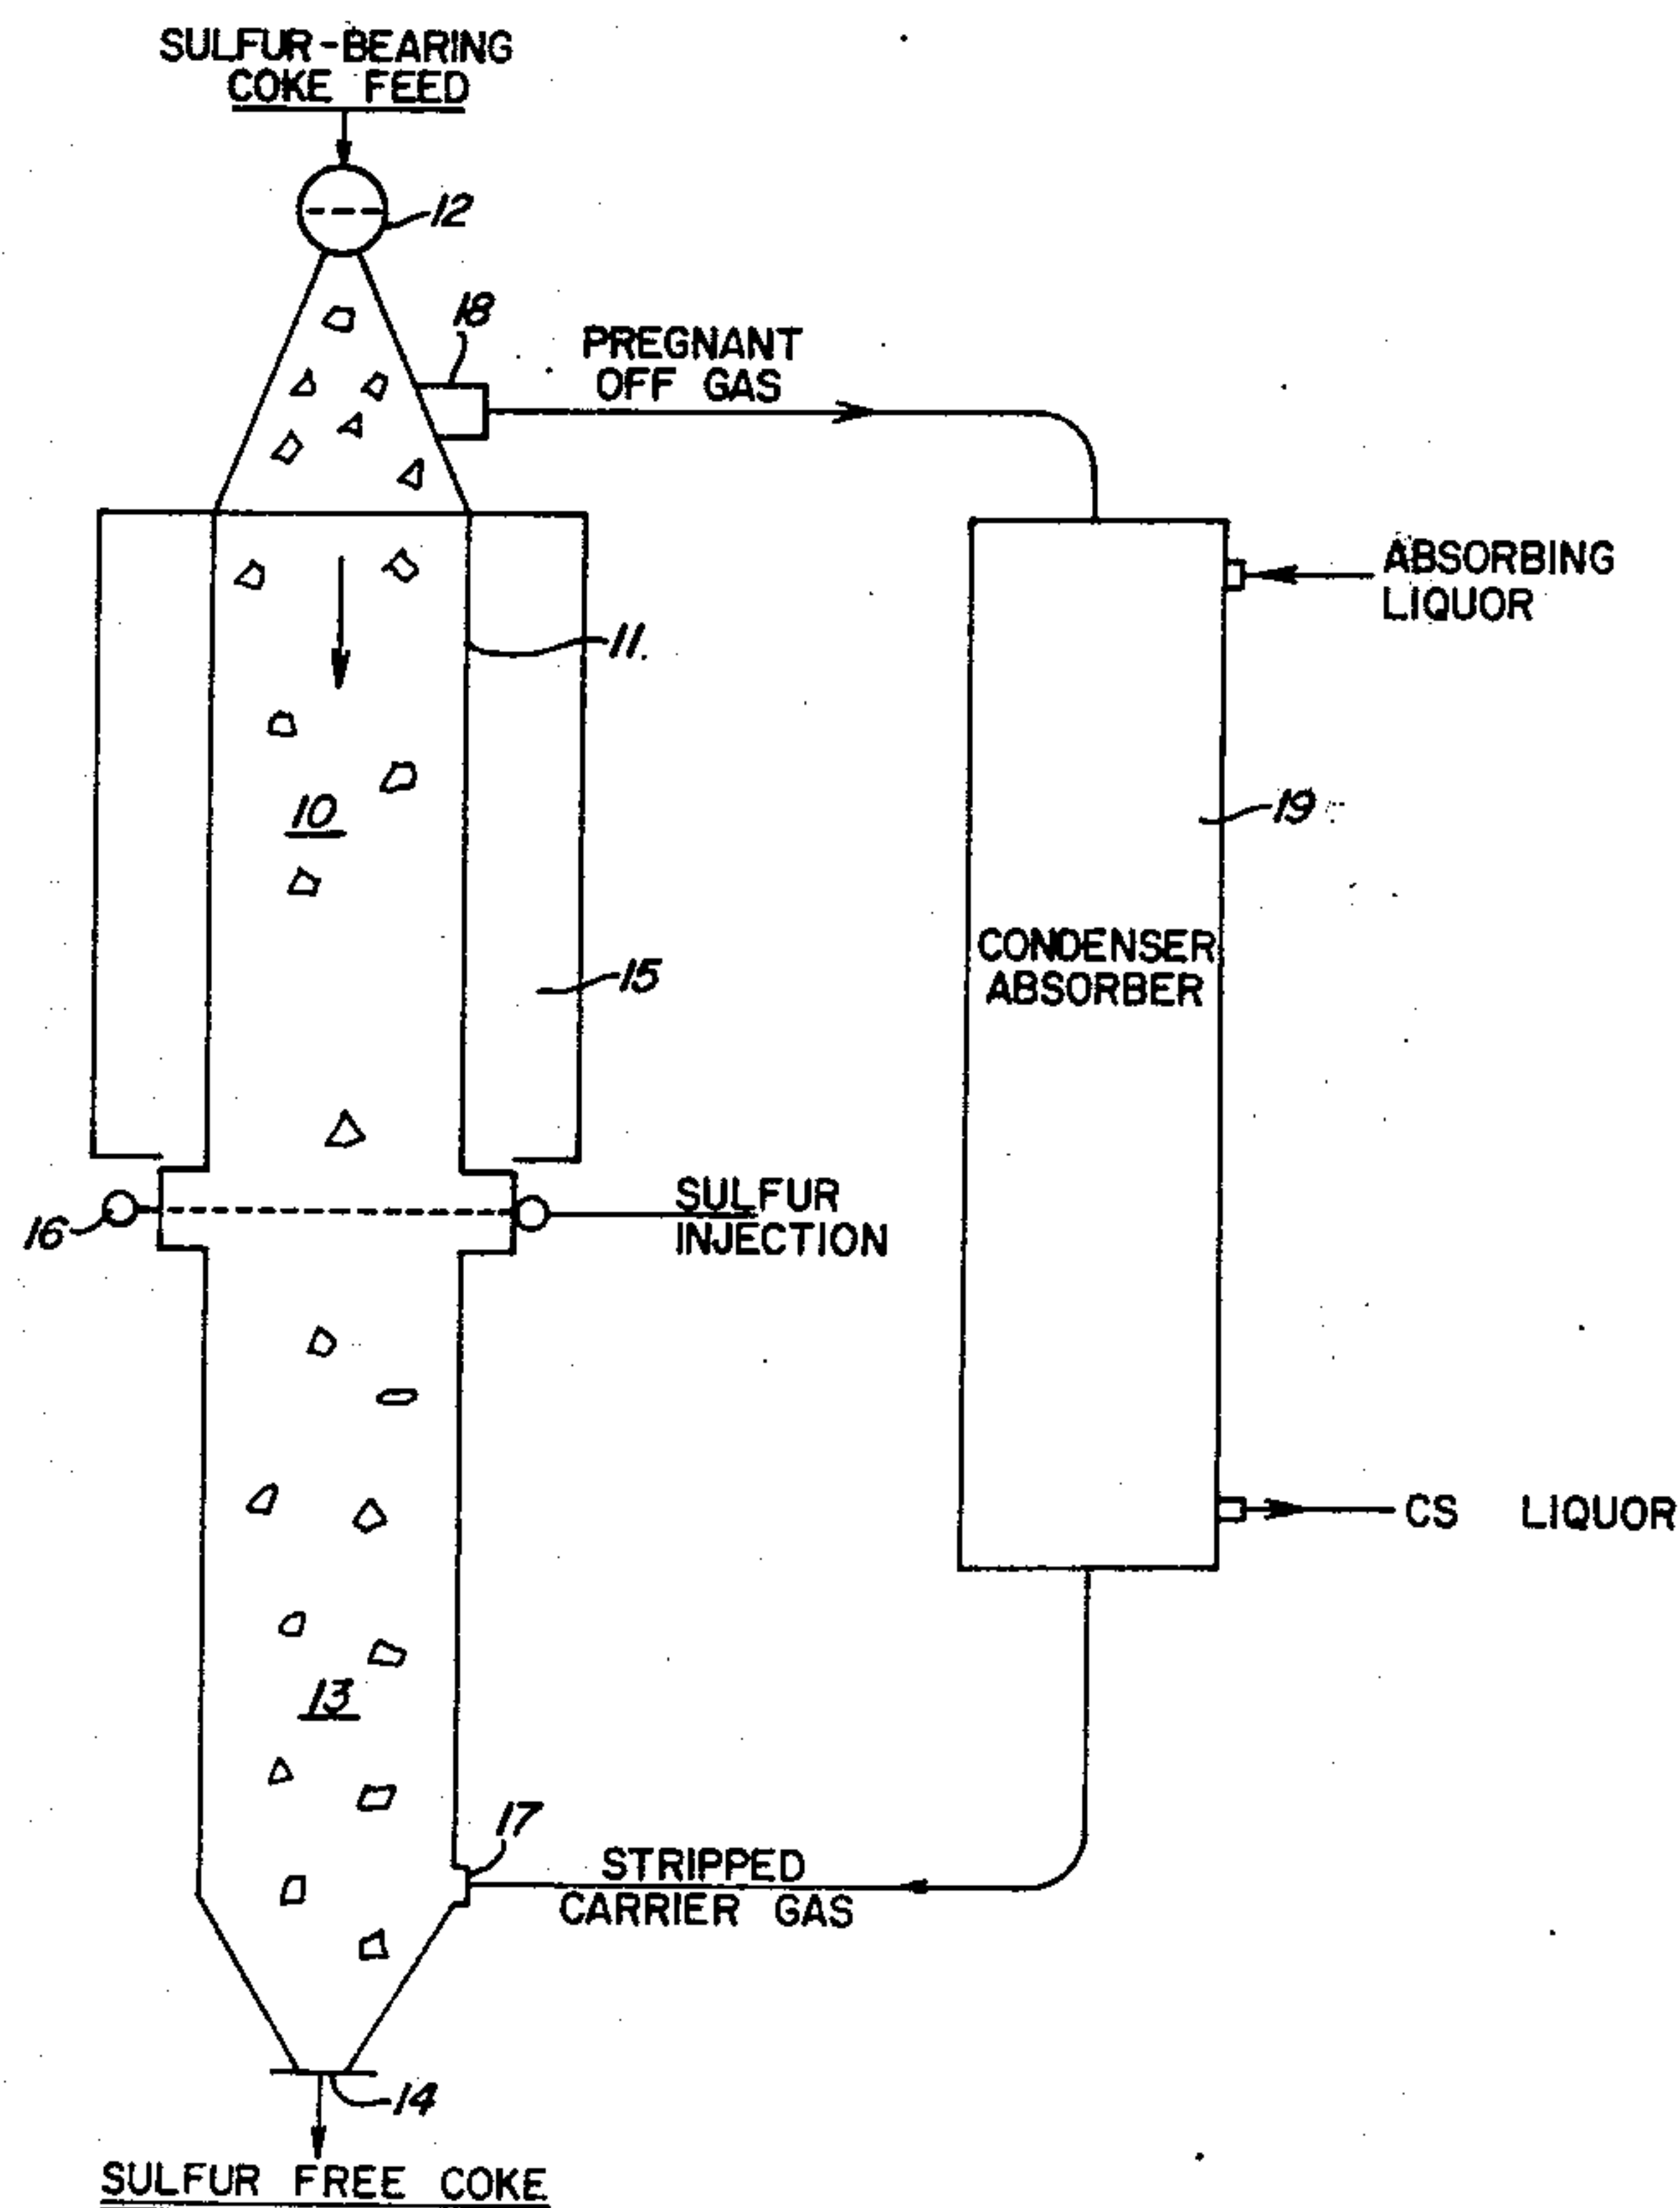 SULFUR-BEARING
COKE FEED
12
18
PREGNANT
OFF GAS
ABSORBING
LIQUOR
11.
10
19
15
CONDENSER
ABSORBER
16
SULFUR
INJECTION
CS LIQUOR
13
17
STRIPPED
CARRIER GAS
14
SULFUR FREE COKE